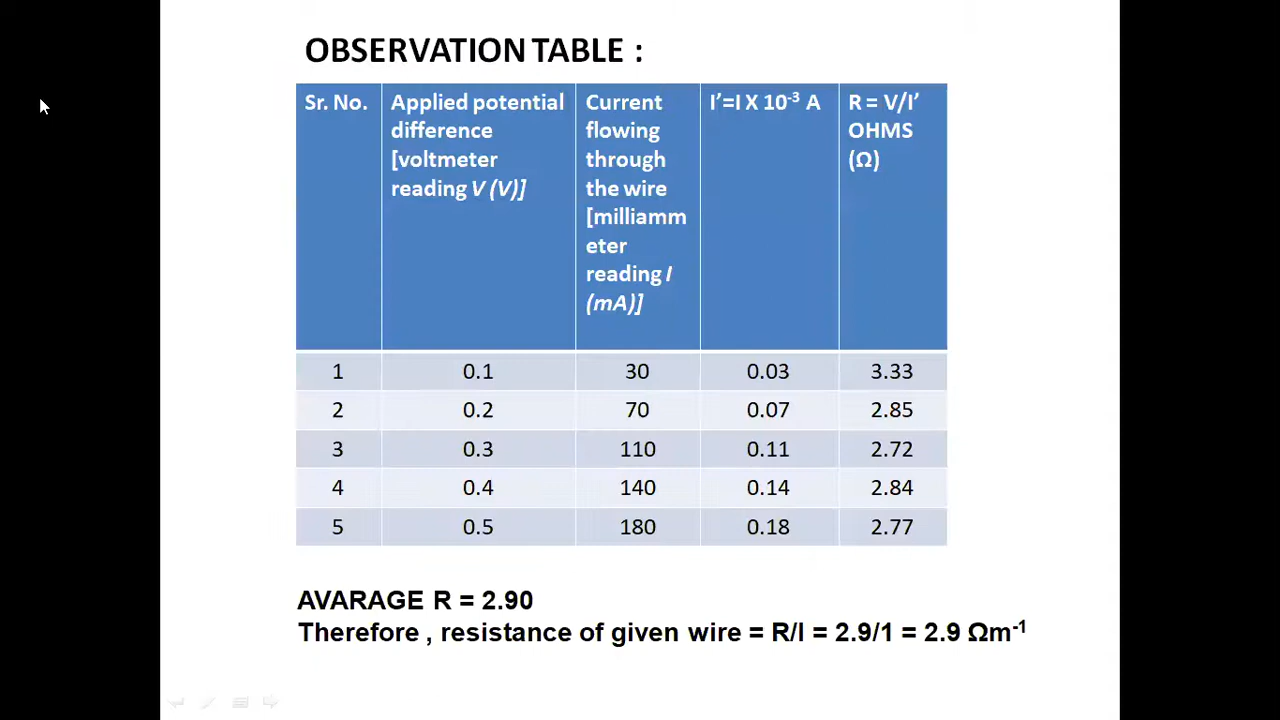 OBSERVATION TABLE :
Sr. No.
Applied potential
difference
[voltmeter
reading V (V)]
Current
flowing
through
the wire
[milliamm
eter
reading I
(mA)]
I’=I X 10⁻³ A
R = V/I’
OHMS
(Ω)
1 0.1 30 0.03 3.33
2 0.2 70 0.07 2.85
3 0.3 110 0.11 2.72
4 0.4 140 0.14 2.84
5 0.5 180 0.18 2.77
AVARAGE R = 2.90
Therefore , resistance of given wire = R/l = 2.9/1 = 2.9 Ωm⁻¹